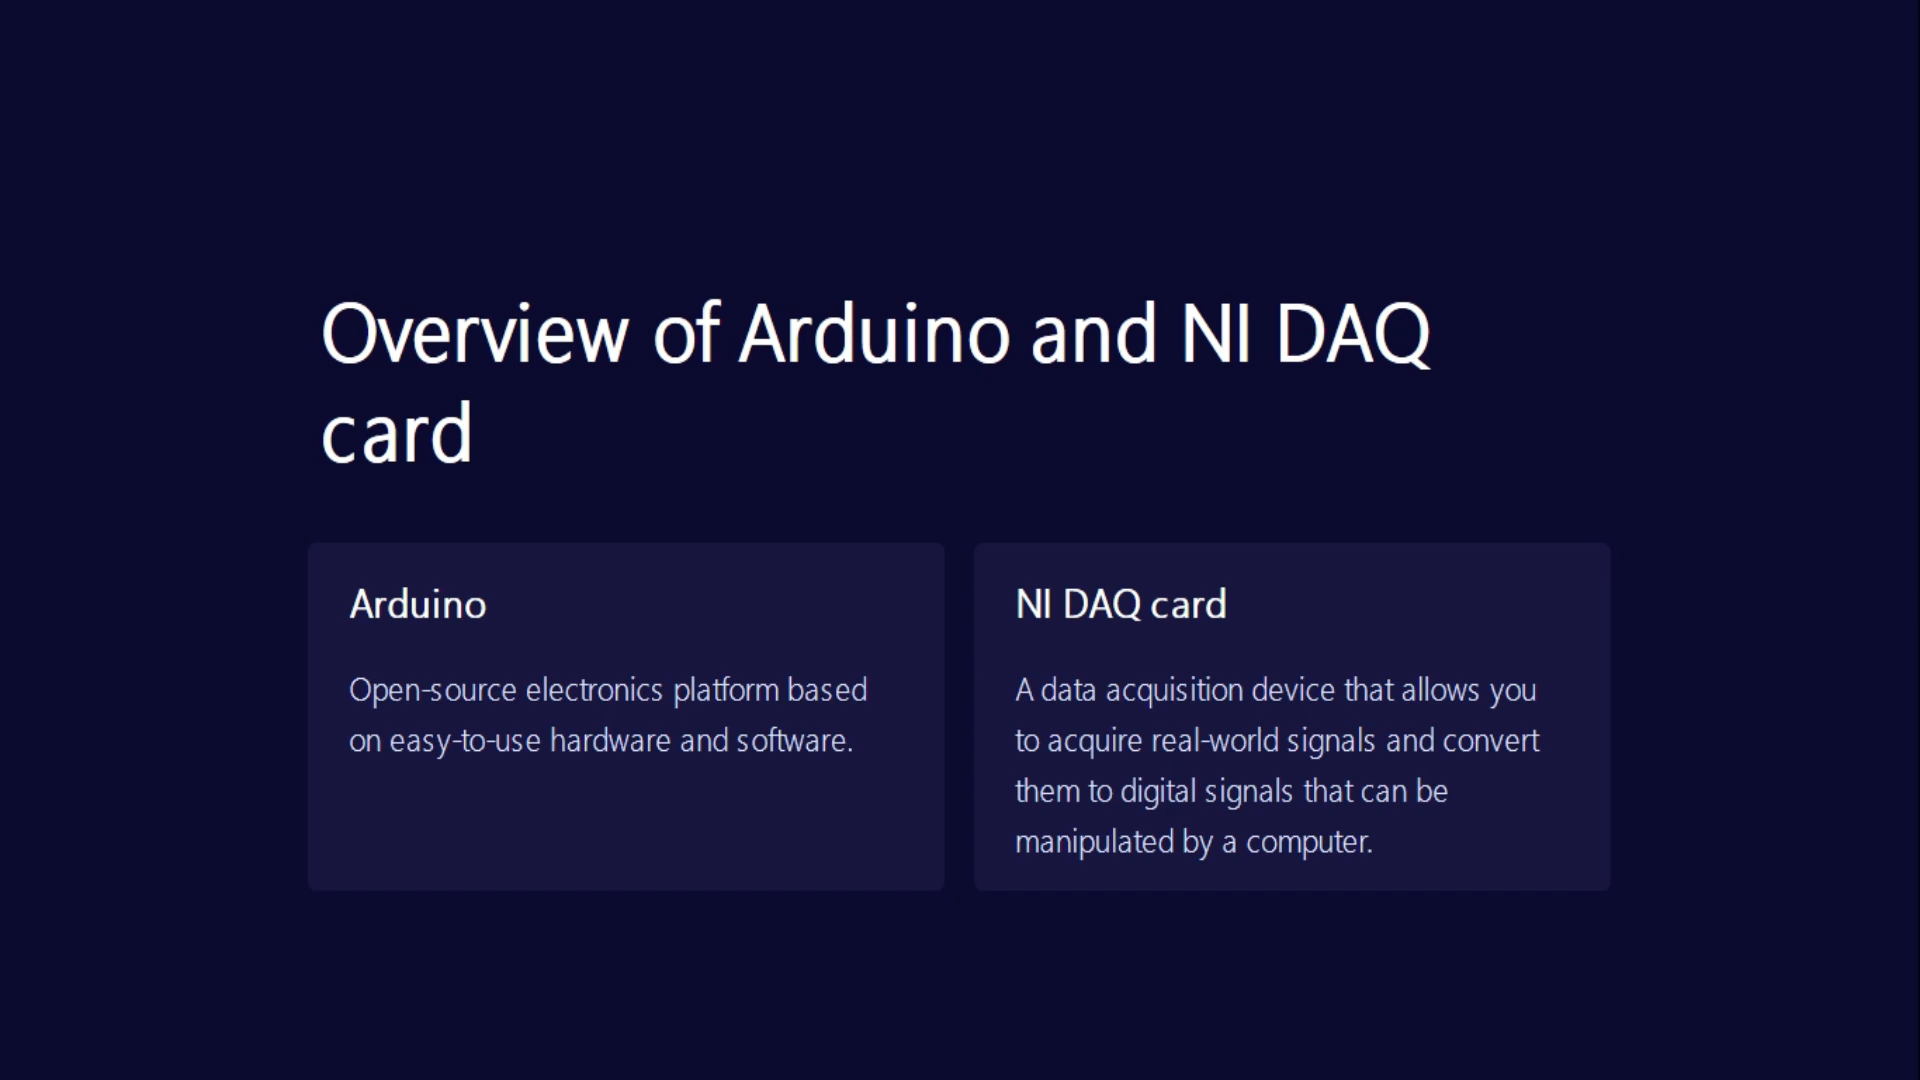 Overview of Arduino and NI DAQ
card
Arduino
Open-source electronics platform based
on easy-to-use hardware and software.
NI DAQ card
A data acquisition device that allows you
to acquire real-world signals and convert
them to digital signals that can be
manipulated by a computer.